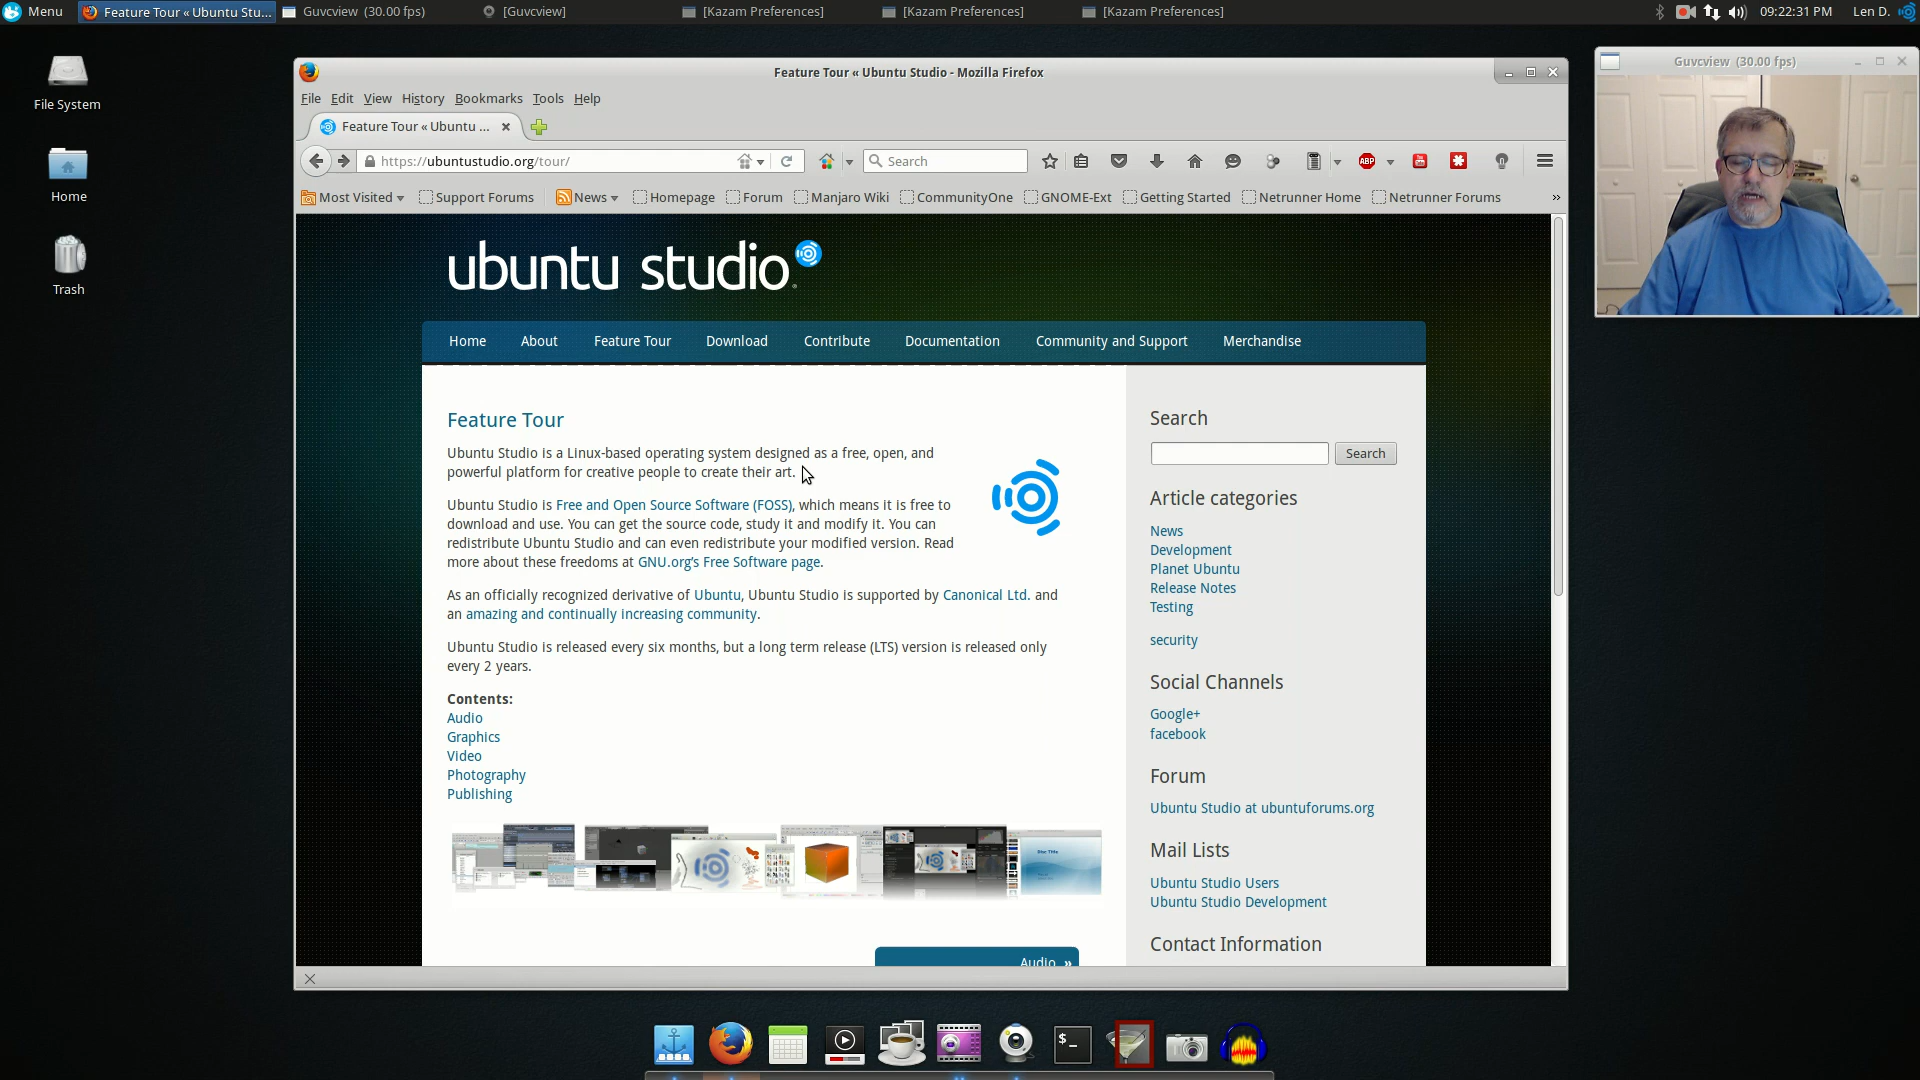 Menu
Feature Tour « Ubuntu Stu...
Guvcview (30.00 fps)
[Guvcview]
[Kazam Preferences]
[Kazam Preferences]
[Kazam Preferences]
09:22:31 PM
Len D.
File System
Home
Trash
Feature Tour « Ubuntu Studio - Mozilla Firefox
File Edit View History Bookmarks Tools Help
Feature Tour « Ubuntu ...
https://ubuntustudio.org/tour/
Search
ABP
Most Visited
Support Forums
News
Homepage
Forum
Manjaro Wiki
CommunityOne
GNOME-Ext
Getting Started
Netrunner Home
Netrunner Forums
»
ubuntu studio
Home About Feature Tour Download Contribute Documentation Community and Support Merchandise
Feature Tour
Ubuntu Studio is a Linux-based operating system designed as a free, open, and
powerful platform for creative people to create their art.
Ubuntu Studio is Free and Open Source Software (FOSS), which means it is free to
download and use. You can get the source code, study it and modify it. You can
redistribute Ubuntu Studio and can even redistribute your modified version. Read
more about these freedoms at GNU.org’s Free Software page.
As an officially recognized derivative of Ubuntu, Ubuntu Studio is supported by Canonical Ltd. and
an amazing and continually increasing community.
Ubuntu Studio is released every six months, but a long term release (LTS) version is released only
every 2 years.
Contents:
Audio
Graphics
Video
Photography
Publishing
Audio »
Search
Search
Article categories
News
Development
Planet Ubuntu
Release Notes
Testing
security
Social Channels
Google+
facebook
Forum
Ubuntu Studio at ubuntuforums.org
Mail Lists
Ubuntu Studio Users
Ubuntu Studio Development
Contact Information
Guvcview (30.00 fps)
$_